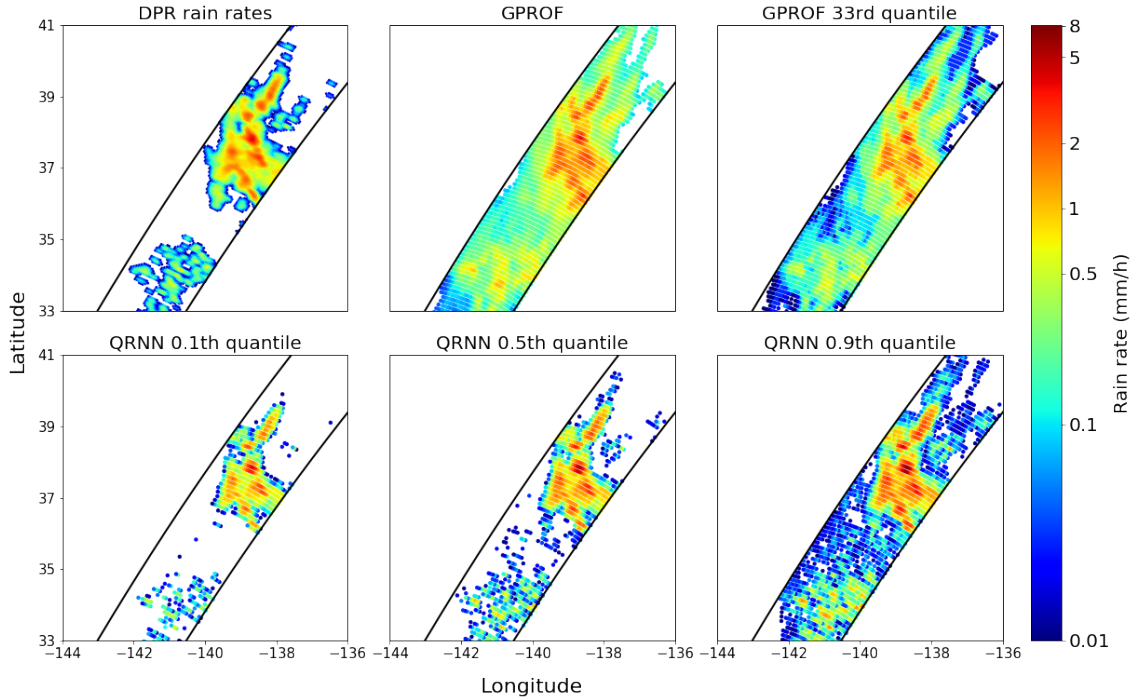 DPR rain rates
GPROF
GPROF 33rd quantile
41
39
37
35
33
QRNN 0.1th quantile
QRNN 0.5th quantile
QRNN 0.9th quantile
41
39
37
35
33
−144 −142 −140 −138 −136
−144 −142 −140 −138 −136
−144 −142 −140 −138 −136
Latitude
Longitude
8
5
2
1
0.5
0.1
0.01
Rain rate (mm/h)